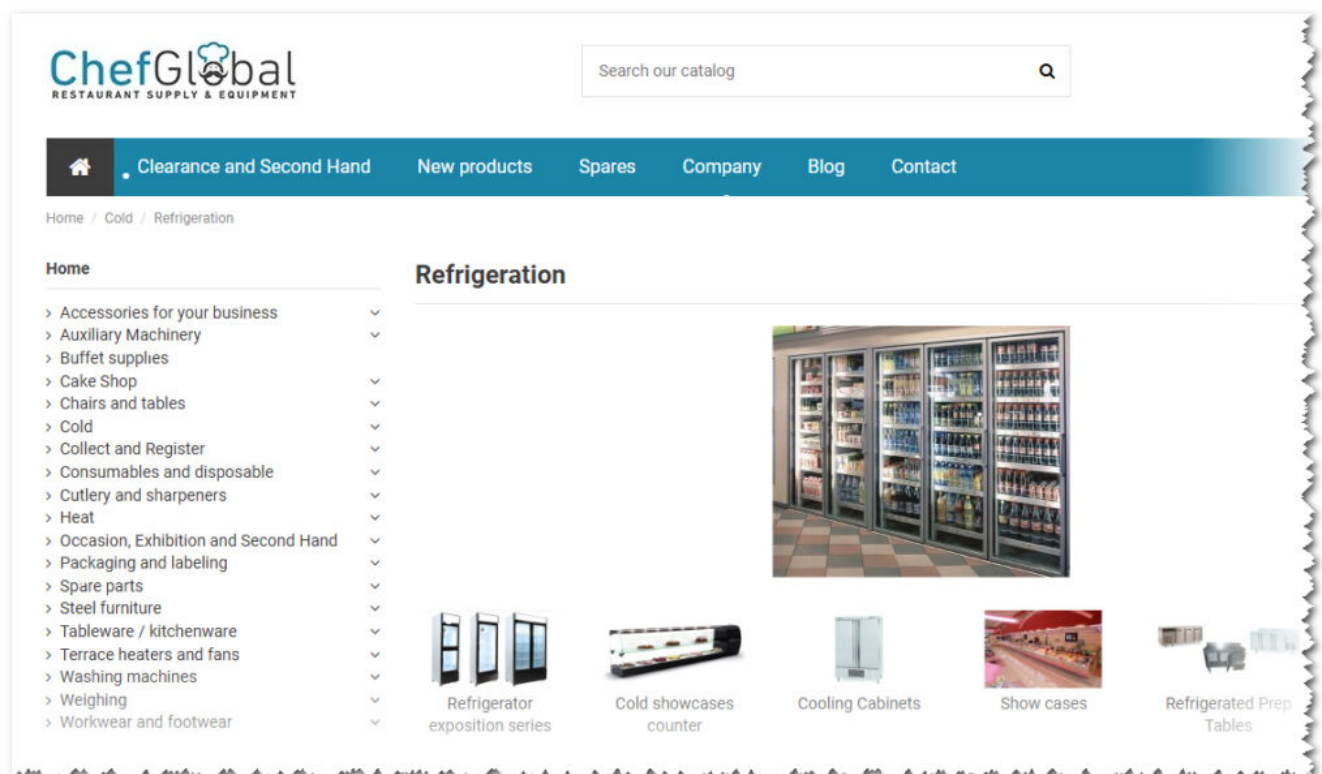 ChefGlobal
RESTAURANT SUPPLY & EQUIPMENT
Search our catalog
Clearance and Second Hand
New products
Spares
Company
Blog
Contact
Home / Cold / Refrigeration
Home
Accessories for your business
Auxiliary Machinery
Buffet supplies
Cake Shop
Chairs and tables
Cold
Collect and Register
Consumables and disposable
Cutlery and sharpeners
Heat
Occasion, Exhibition and Second Hand
Packaging and labeling
Spare parts
Steel furniture
Tableware / kitchenware
Terrace heaters and fans
Washing machines
Weighing
Workwear and footwear
Refrigeration
Refrigerator
exposition series
Cold showcases
counter
Cooling Cabinets
Show cases
Refrigerated Prep
Tables